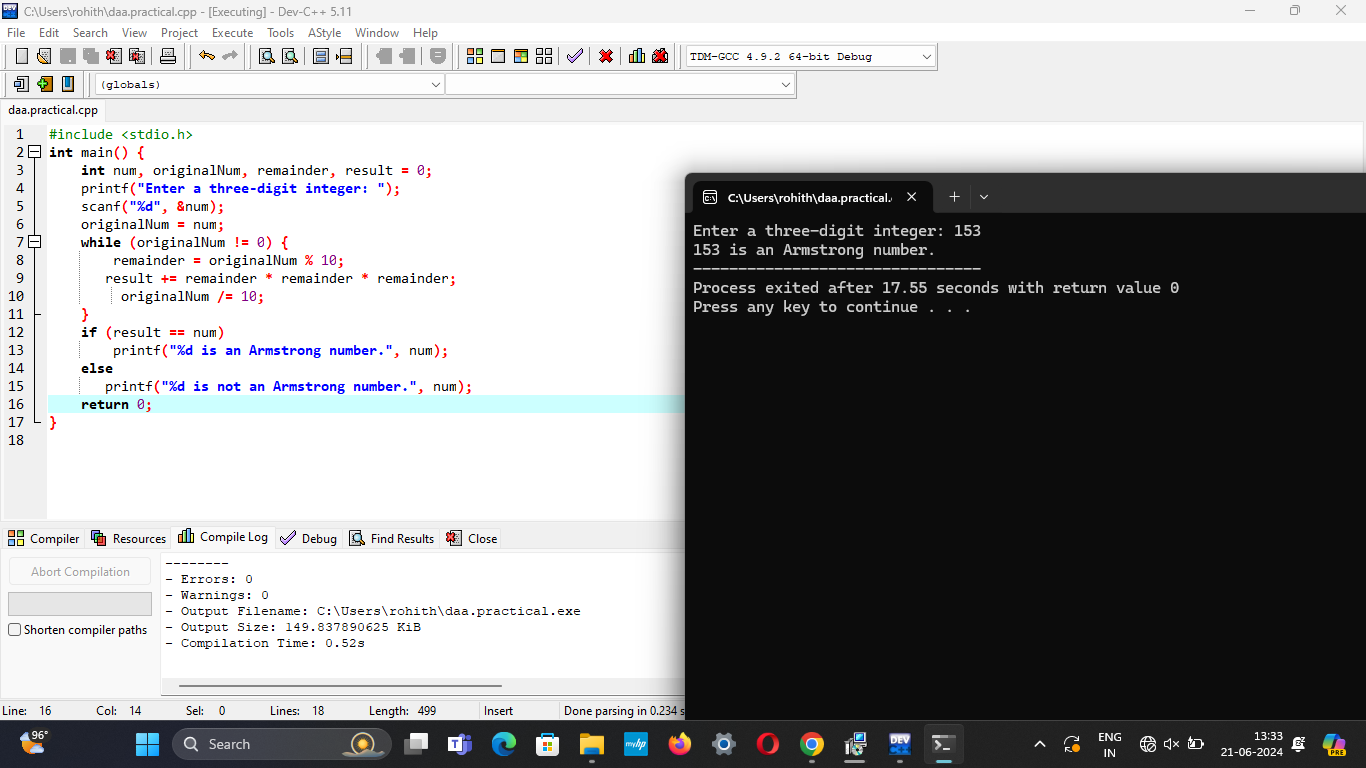 C:\Users\rohith\daa.practical.cpp - [Executing] - Dev-C++ 5.11
File Edit Search View Project Execute Tools AStyle Window Help
TDM-GCC 4.9.2 64-bit Debug
(globals)
daa.practical.cpp
1 #include <stdio.h>
2 int main() {
3 int num, originalNum, remainder, result = 0;
4 printf("Enter a three-digit integer: ");
5 scanf("%d", &num);
6 originalNum = num;
7 while (originalNum != 0) {
8 remainder = originalNum % 10;
9 result += remainder * remainder * remainder;
10 originalNum /= 10;
11 }
12 if (result == num)
13 printf("%d is an Armstrong number.", num);
14 else
15 printf("%d is not an Armstrong number.", num);
16 return 0;
17 }
18
C:\Users\rohith\daa.practical.
Enter a three-digit integer: 153
153 is an Armstrong number.
--------------------------------
Process exited after 17.55 seconds with return value 0
Press any key to continue . . .
Compiler Resources Compile Log Debug Find Results Close
Abort Compilation
Shorten compiler paths
--------
- Errors: 0
- Warnings: 0
- Output Filename: C:\Users\rohith\daa.practical.exe
- Output Size: 149.837890625 KiB
- Compilation Time: 0.52s
Line: 16 Col: 14 Sel: 0 Lines: 18 Length: 499 Insert Done parsing in 0.234 s
96°
Search
myhp
DEV
ENG
IN
13:33
21-06-2024
PRE